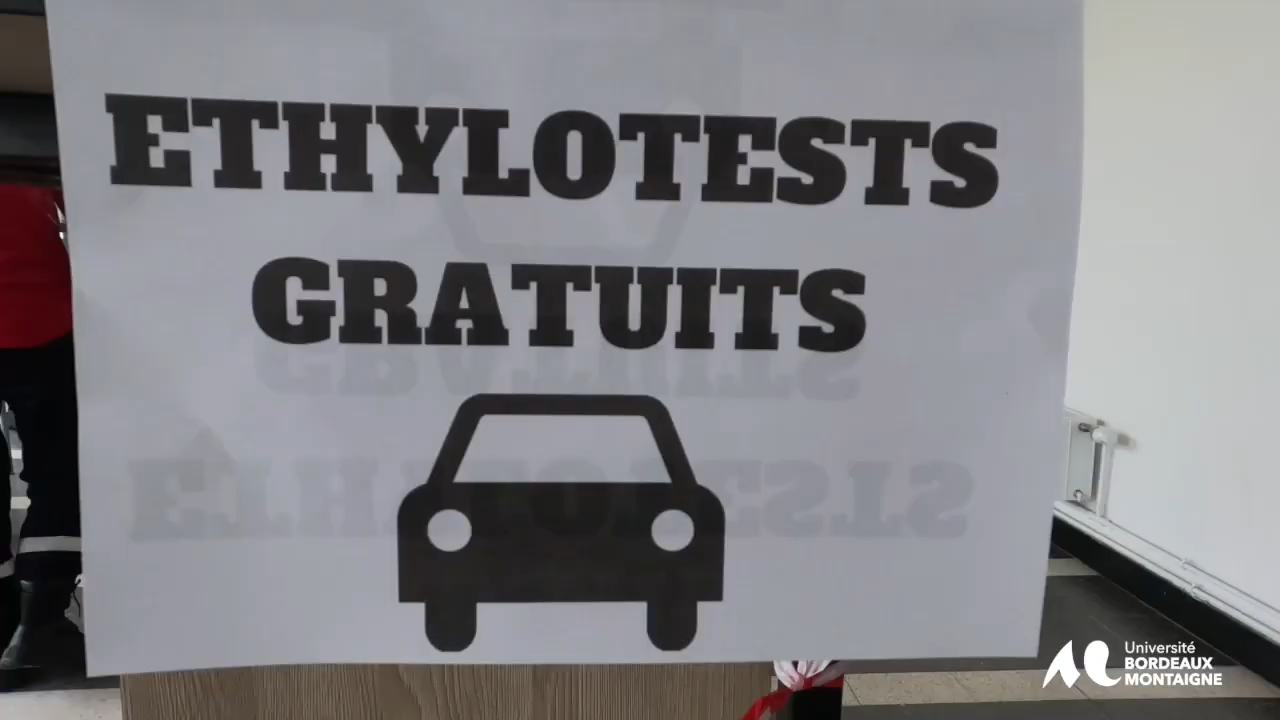 ETHYLOTESTS
GRATUITS
Université
BORDEAUX
MONTAIGNE